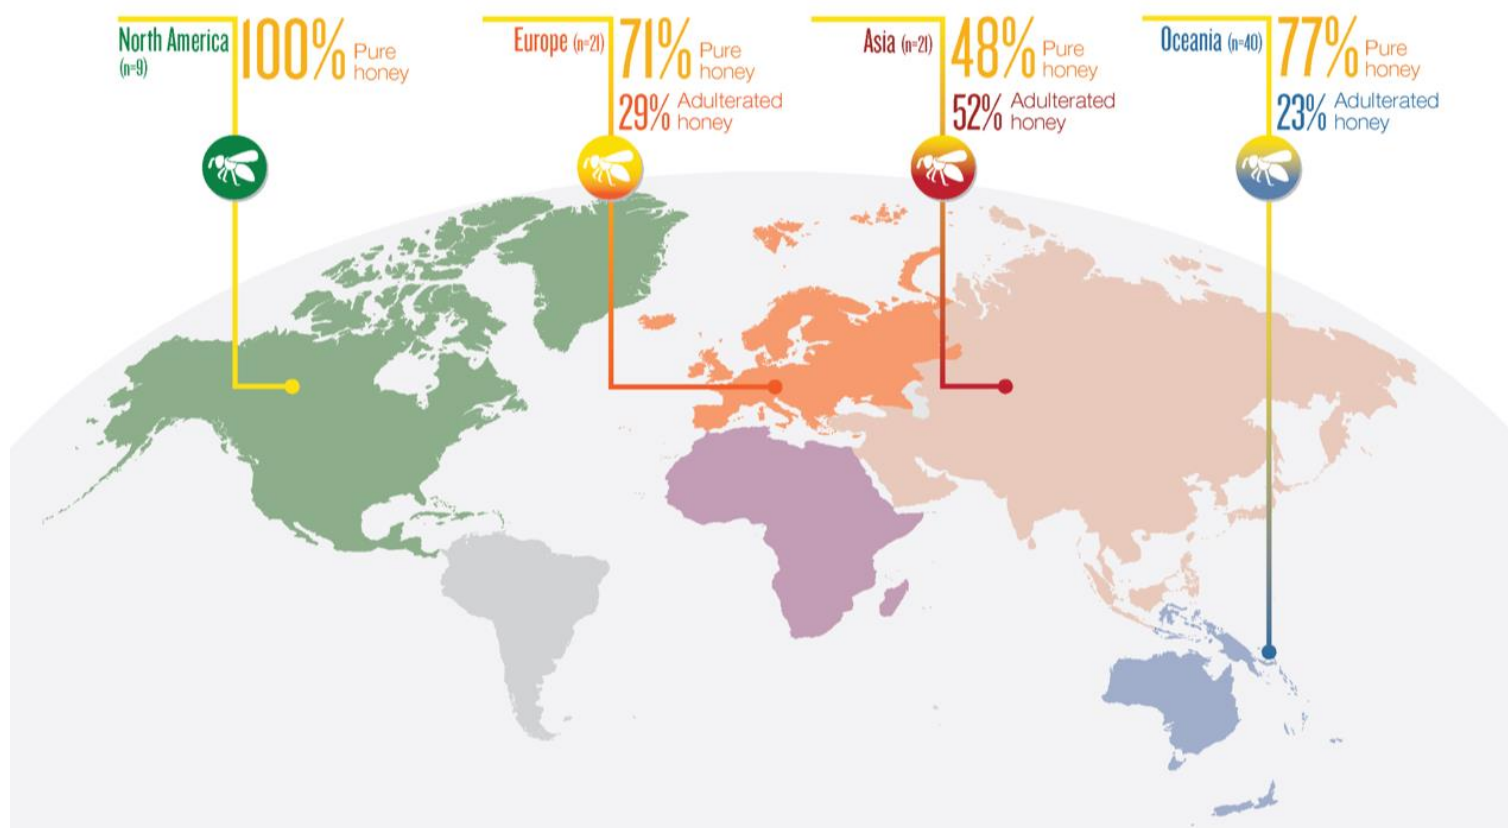 North America
(n=9)
100% Pure
honey
Europe (n=21)
71% Pure
honey
29% Adulterated
honey
Asia (n=21)
48% Pure
honey
52% Adulterated
honey
Oceania (n=40)
77% Pure
honey
23% Adulterated
honey